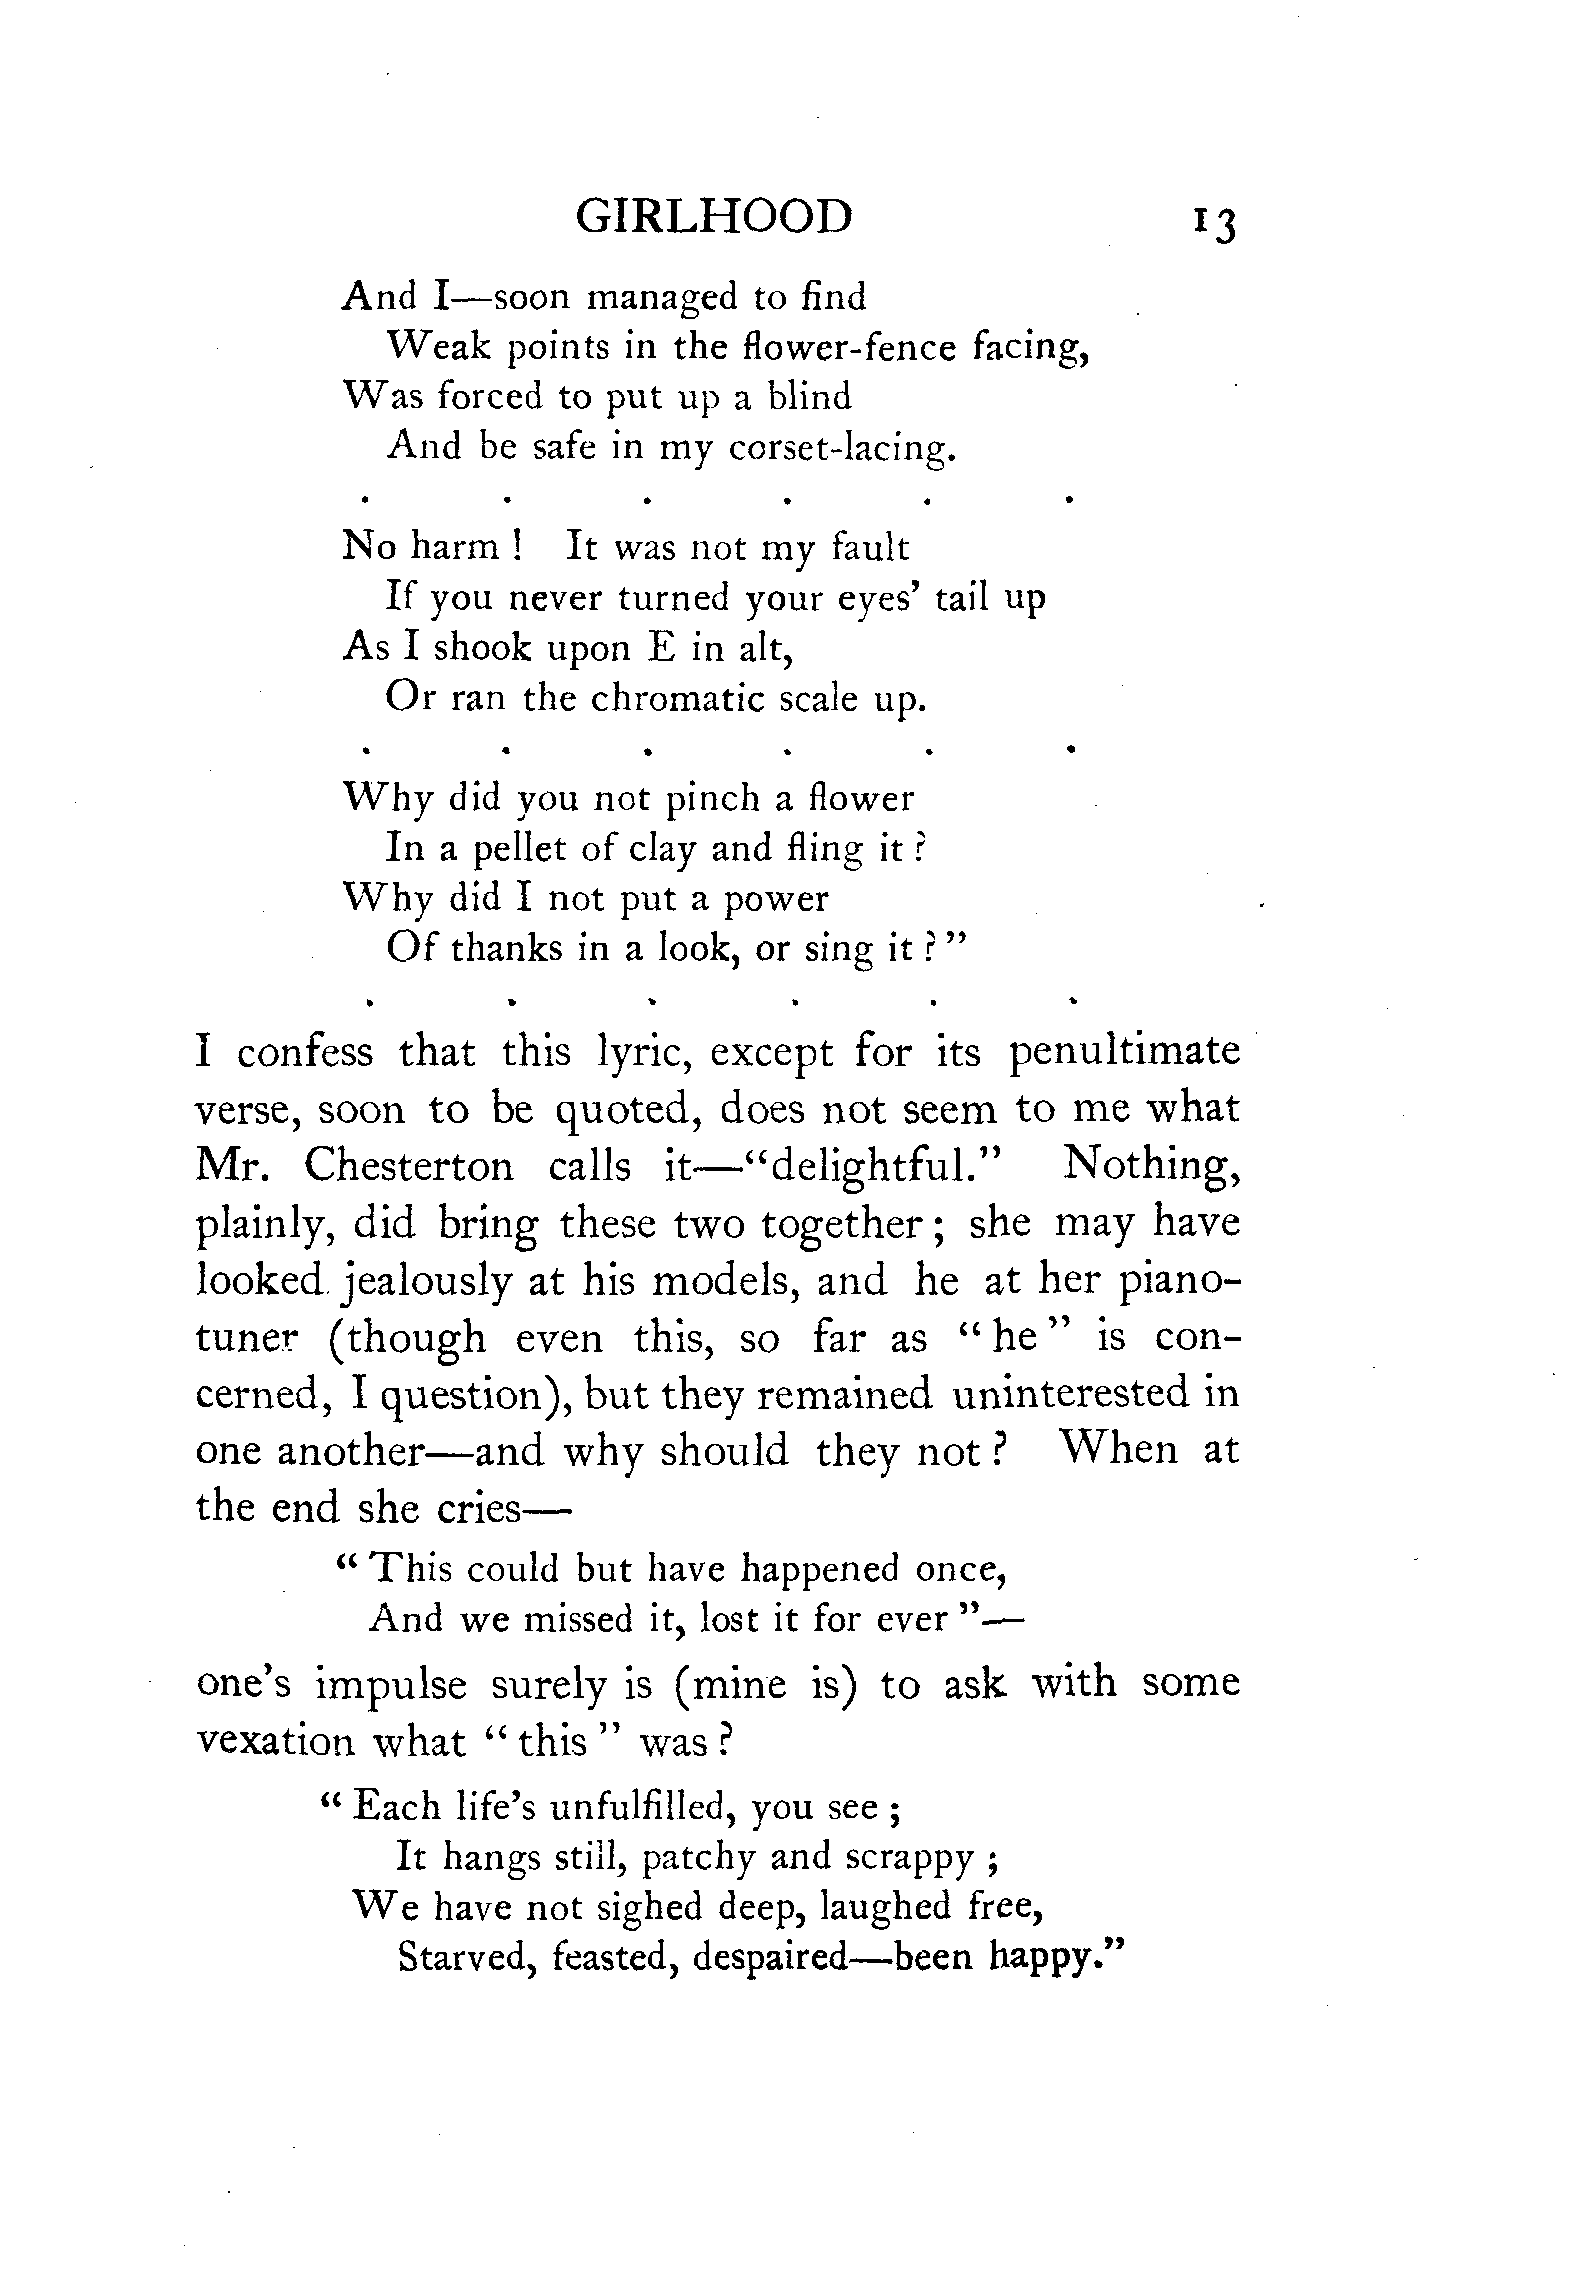 GIRLHOOD 13
And I—soon managed to find
Weak points in the flower-fence facing,
Was forced to put up a blind
And be safe in my corset-lacing.
. . . . . .
No harm ! It was not my fault
If you never turned your eyes’ tail up
As I shook upon E in alt,
Or ran the chromatic scale up.
. . . . . .
Why did you not pinch a flower
In a pellet of clay and fling it ?
Why did I not put a power
Of thanks in a look, or sing it ? ”
. . . . . .
I confess that this lyric, except for its penultimate
verse, soon to be quoted, does not seem to me what
Mr. Chesterton calls it—“delightful.” Nothing,
plainly, did bring these two together ; she may have
looked jealously at his models, and he at her piano-
tuner (though even this, so far as “ he ” is con-
cerned, I question), but they remained uninterested in
one another—and why should they not ? When at
the end she cries—
“ This could but have happened once,
And we missed it, lost it for ever ”—
one’s impulse surely is (mine is) to ask with some
vexation what “ this ” was ?
“ Each life’s unfulfilled, you see ;
It hangs still, patchy and scrappy ;
We have not sighed deep, laughed free,
Starved, feasted, despaired—been happy.”